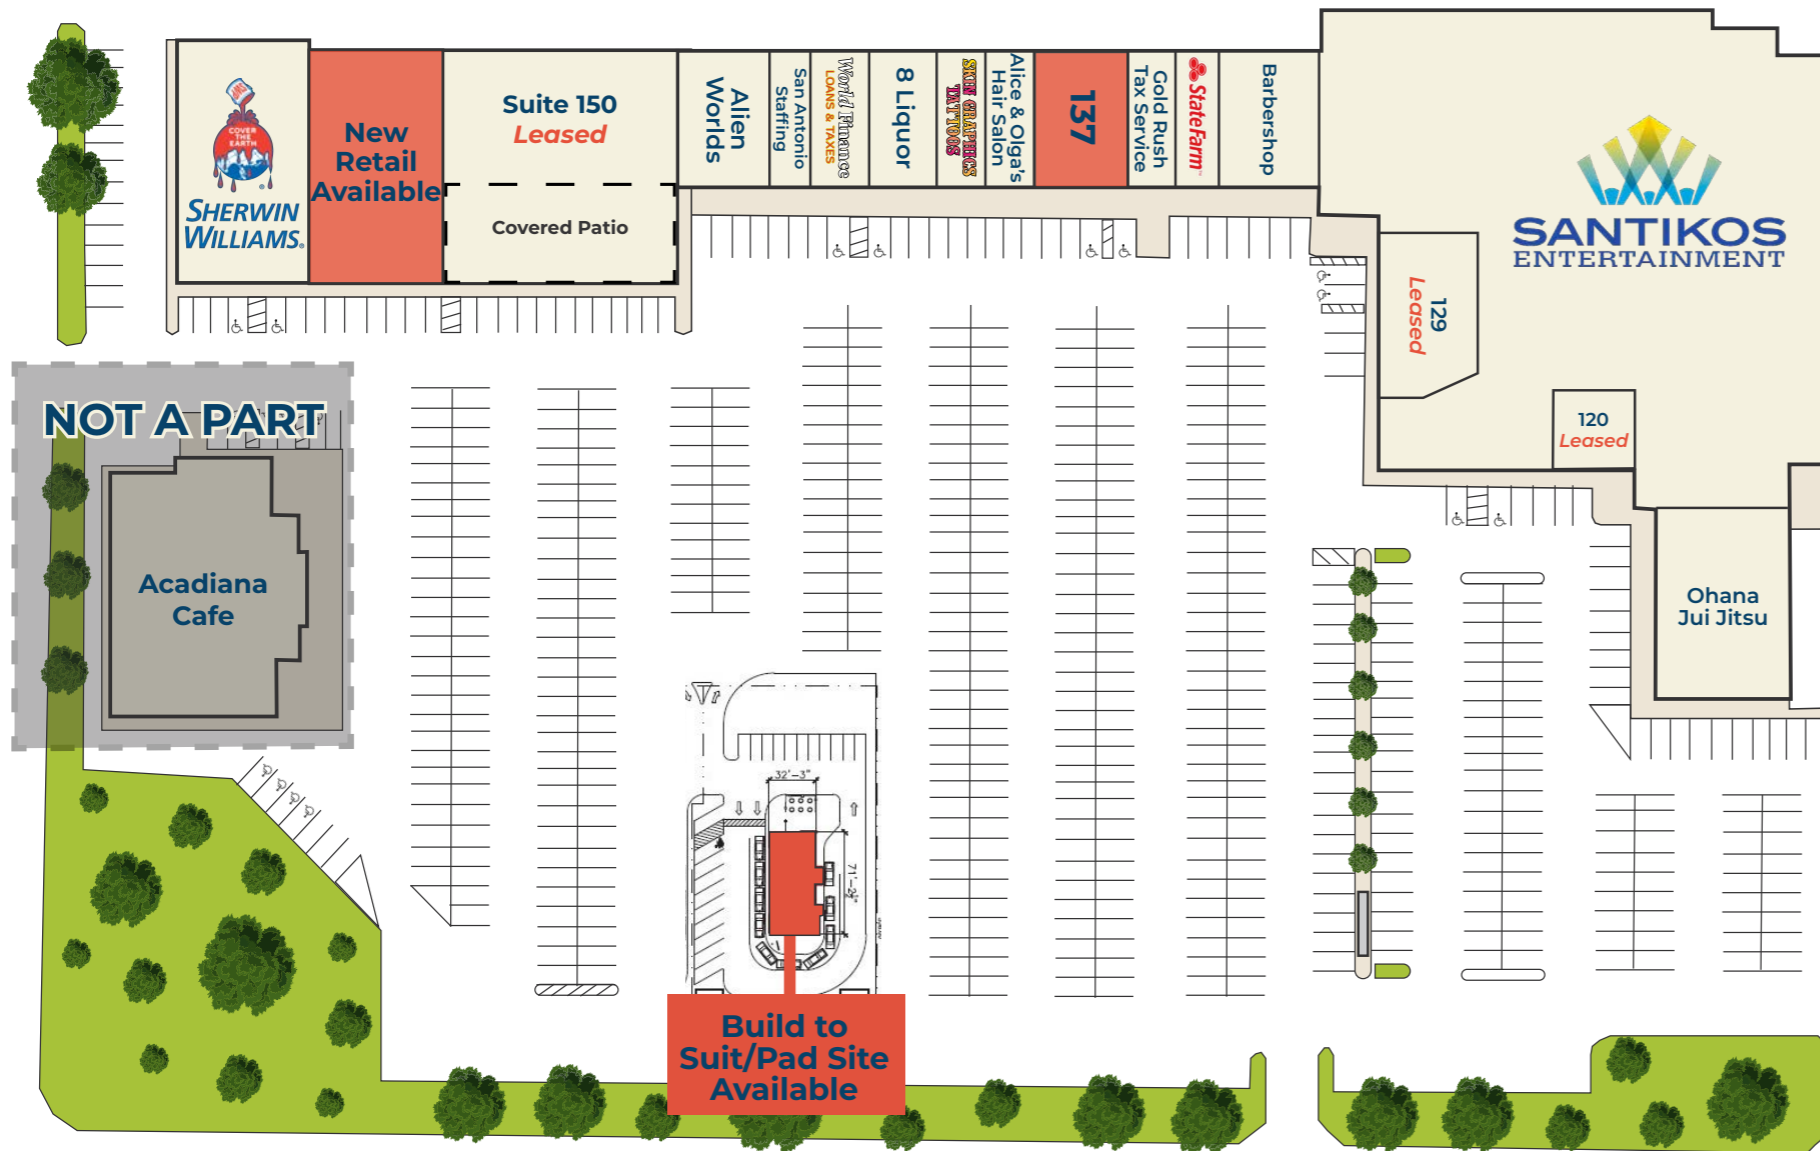 COVER
THE
EARTH
SHERWIN
WILLIAMS®
New
Retail
Available
Suite 150
Leased
Covered Patio
Alien
Worlds
San Antonio
Staffing
World Finance
LOANS & TAXES
8 Liquor
SKIN GRAPHICS
TATTOOS
Alice & Olga's
Hair Salon
137
Gold Rush
Tax Service
StateFarm™
Barbershop
SANTIKOS
ENTERTAINMENT
129
Leased
120
Leased
Ohana
Jui Jitsu
NOT A PART
Acadiana
Cafe
32'-3"
71'-2½"
Build to
Suit/Pad Site
Available